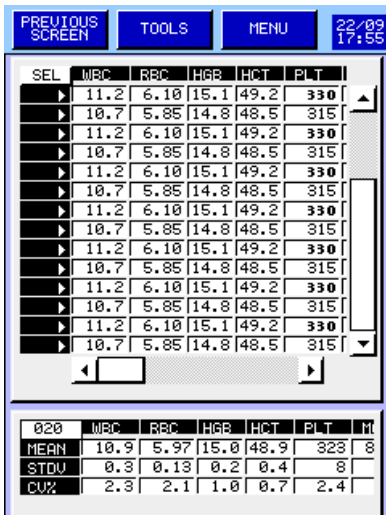 PREVIOUS SCREEN TOOLS MENU 22/09 17:55
SEL WBC RBC HGB HCT PLT
11.2 6.10 15.1 49.2 330
10.7 5.85 14.8 48.5 315
11.2 6.10 15.1 49.2 330
10.7 5.85 14.8 48.5 315
11.2 6.10 15.1 49.2 330
10.7 5.85 14.8 48.5 315
11.2 6.10 15.1 49.2 330
10.7 5.85 14.8 48.5 315
11.2 6.10 15.1 49.2 330
10.7 5.85 14.8 48.5 315
11.2 6.10 15.1 49.2 330
10.7 5.85 14.8 48.5 315
11.2 6.10 15.1 49.2 330
10.7 5.85 14.8 48.5 315
020 WBC RBC HGB HCT PLT M
MEAN 10.9 5.97 15.0 48.9 323 8
STDV 0.3 0.13 0.2 0.4 8
CV% 2.3 2.1 1.0 0.7 2.4